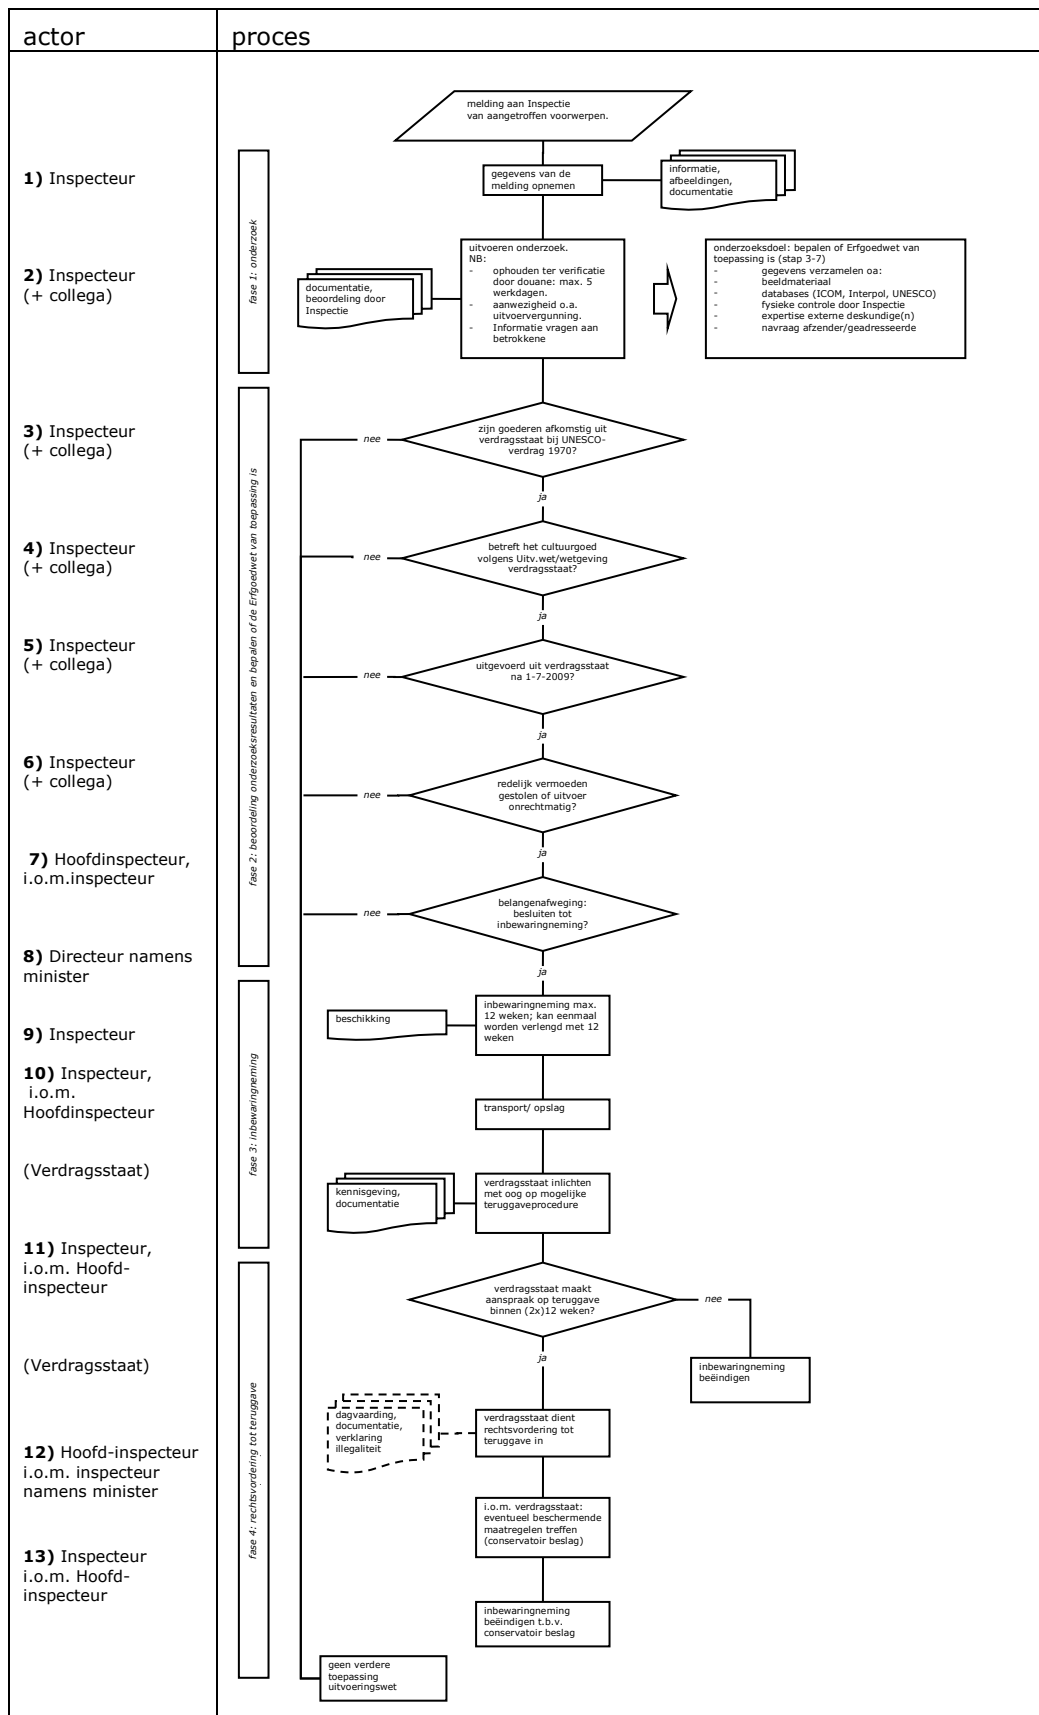 actor
proces
melding aan Inspectie
van aangetroffen voorwerpen.
1) Inspecteur
gegevens van de
melding opnemen
informatie,
afbeeldingen,
documentatie
fase 1: onderzoek
2) Inspecteur
(+ collega)
documentatie,
beoordeling door
Inspectie
uitvoeren onderzoek.
NB:
- ophouden ter verificatie
door douane: max. 5
werkdagen.
- aanwezigheid o.a.
uitvoervergunning.
- Informatie vragen aan
betrokkene
onderzoeksdoel: bepalen of Erfgoedwet van
toepassing is (stap 3-7)
- gegevens verzamelen oa:
- beeldmateriaal
- databases (ICOM, Interpol, UNESCO)
- fysieke controle door Inspectie
- expertise externe deskundige(n)
- navraag afzender/geadresseerde
fase 2: beoordeling onderzoeksresultaten en bepalen of de Erfgoedwet van toepassing is
3) Inspecteur
(+ collega)
nee
zijn goederen afkomstig uit
verdragsstaat bij UNESCO-
verdrag 1970?
ja
4) Inspecteur
(+ collega)
nee
betreft het cultuurgoed
volgens Uitv.wet/wetgeving
verdragsstaat?
ja
5) Inspecteur
(+ collega)
nee
uitgevoerd uit verdragsstaat
na 1-7-2009?
ja
6) Inspecteur
(+ collega)
nee
redelijk vermoeden
gestolen of uitvoer
onrechtmatig?
ja
7) Hoofdinspecteur,
i.o.m.inspecteur
nee
belangenafweging:
besluiten tot
inbewaringneming?
ja
8) Directeur namens
minister
fase 3: inbewaringneming
beschikking
inbewaringneming max.
12 weken; kan eenmaal
worden verlengd met 12
weken
9) Inspecteur
10) Inspecteur,
i.o.m.
Hoofdinspecteur
transport/ opslag
(Verdragsstaat)
kennisgeving,
documentatie
verdragsstaat inlichten
met oog op mogelijke
teruggaveprocedure
11) Inspecteur,
i.o.m. Hoofd-
inspecteur
fase 4: rechtsvordering tot teruggave
verdragsstaat maakt
aanspraak op teruggave
binnen (2x)12 weken?
nee
ja
inbewaringneming
beëindigen
(Verdragsstaat)
dagvaarding,
documentatie,
verklaring
illegaliteit
verdragsstaat dient
rechtsvordering tot
teruggave in
12) Hoofd-inspecteur
i.o.m. inspecteur
namens minister
i.o.m. verdragsstaat:
eventueel beschermende
maatregelen treffen
(conservatoir beslag)
13) Inspecteur
i.o.m. Hoofd-
inspecteur
inbewaringneming
beëindigen t.b.v.
conservatoir beslag
geen verdere
toepassing
uitvoeringswet